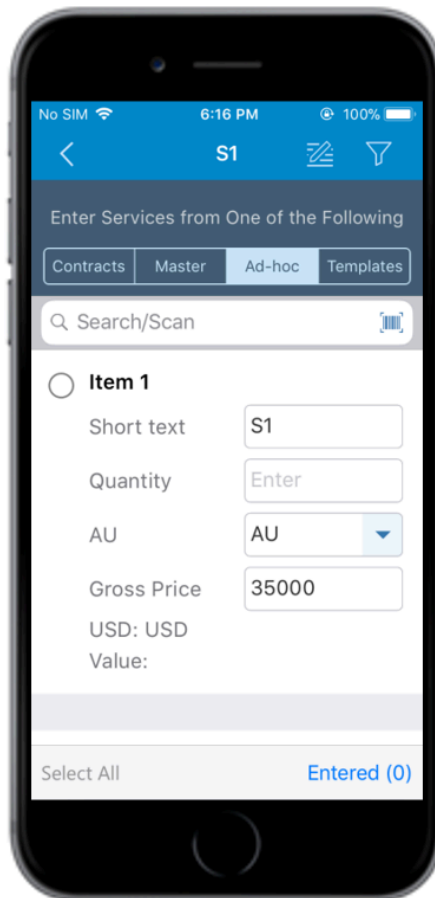 No SIM 6:16 PM 100%
S1
Enter Services from One of the Following
Contracts Master Ad-hoc Templates
Search/Scan
Item 1
Short text S1
Quantity Enter
AU AU
Gross Price 35000
USD: USD
Value:
Select All Entered (0)